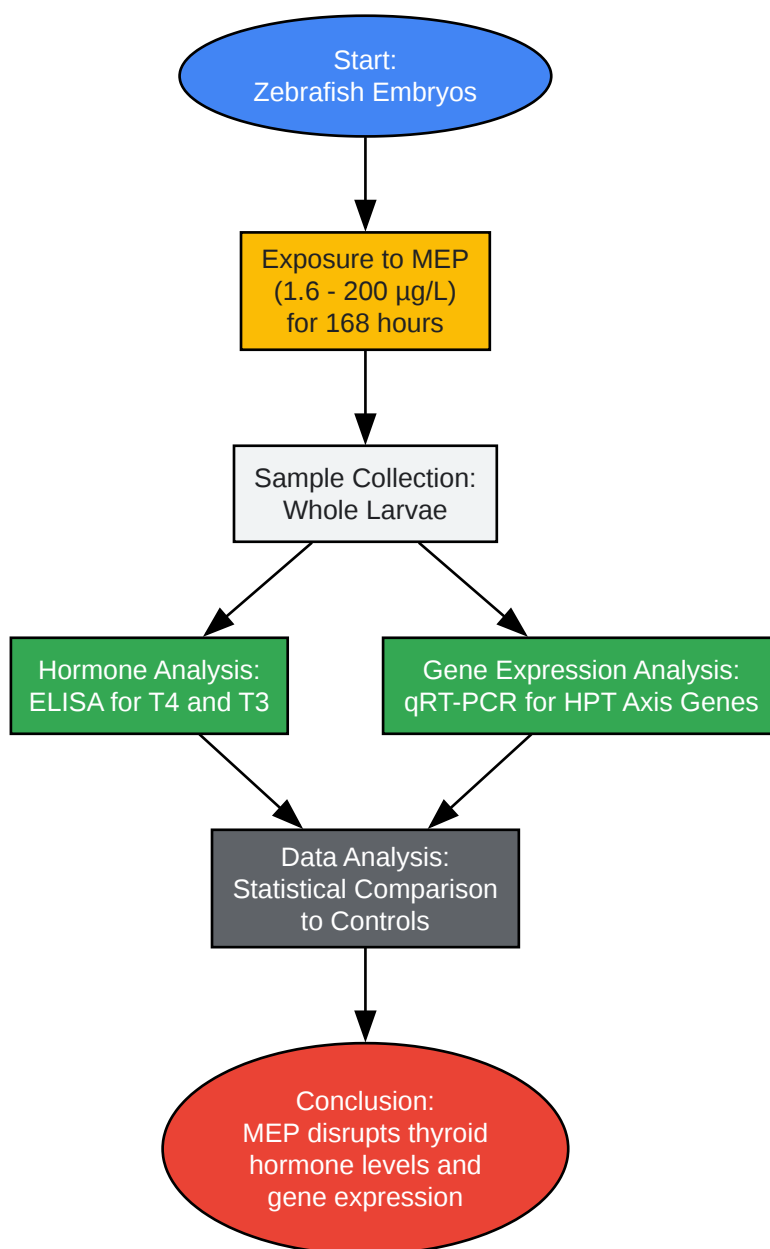 Start:
Zebrafish Embryos
Exposure to MEP
(1.6 - 200 µg/L)
for 168 hours
Sample Collection:
Whole Larvae
Hormone Analysis:
ELISA for T4 and T3
Gene Expression Analysis:
qRT-PCR for HPT Axis Genes
Data Analysis:
Statistical Comparison
to Controls
Conclusion:
MEP disrupts thyroid
hormone levels and
gene expression